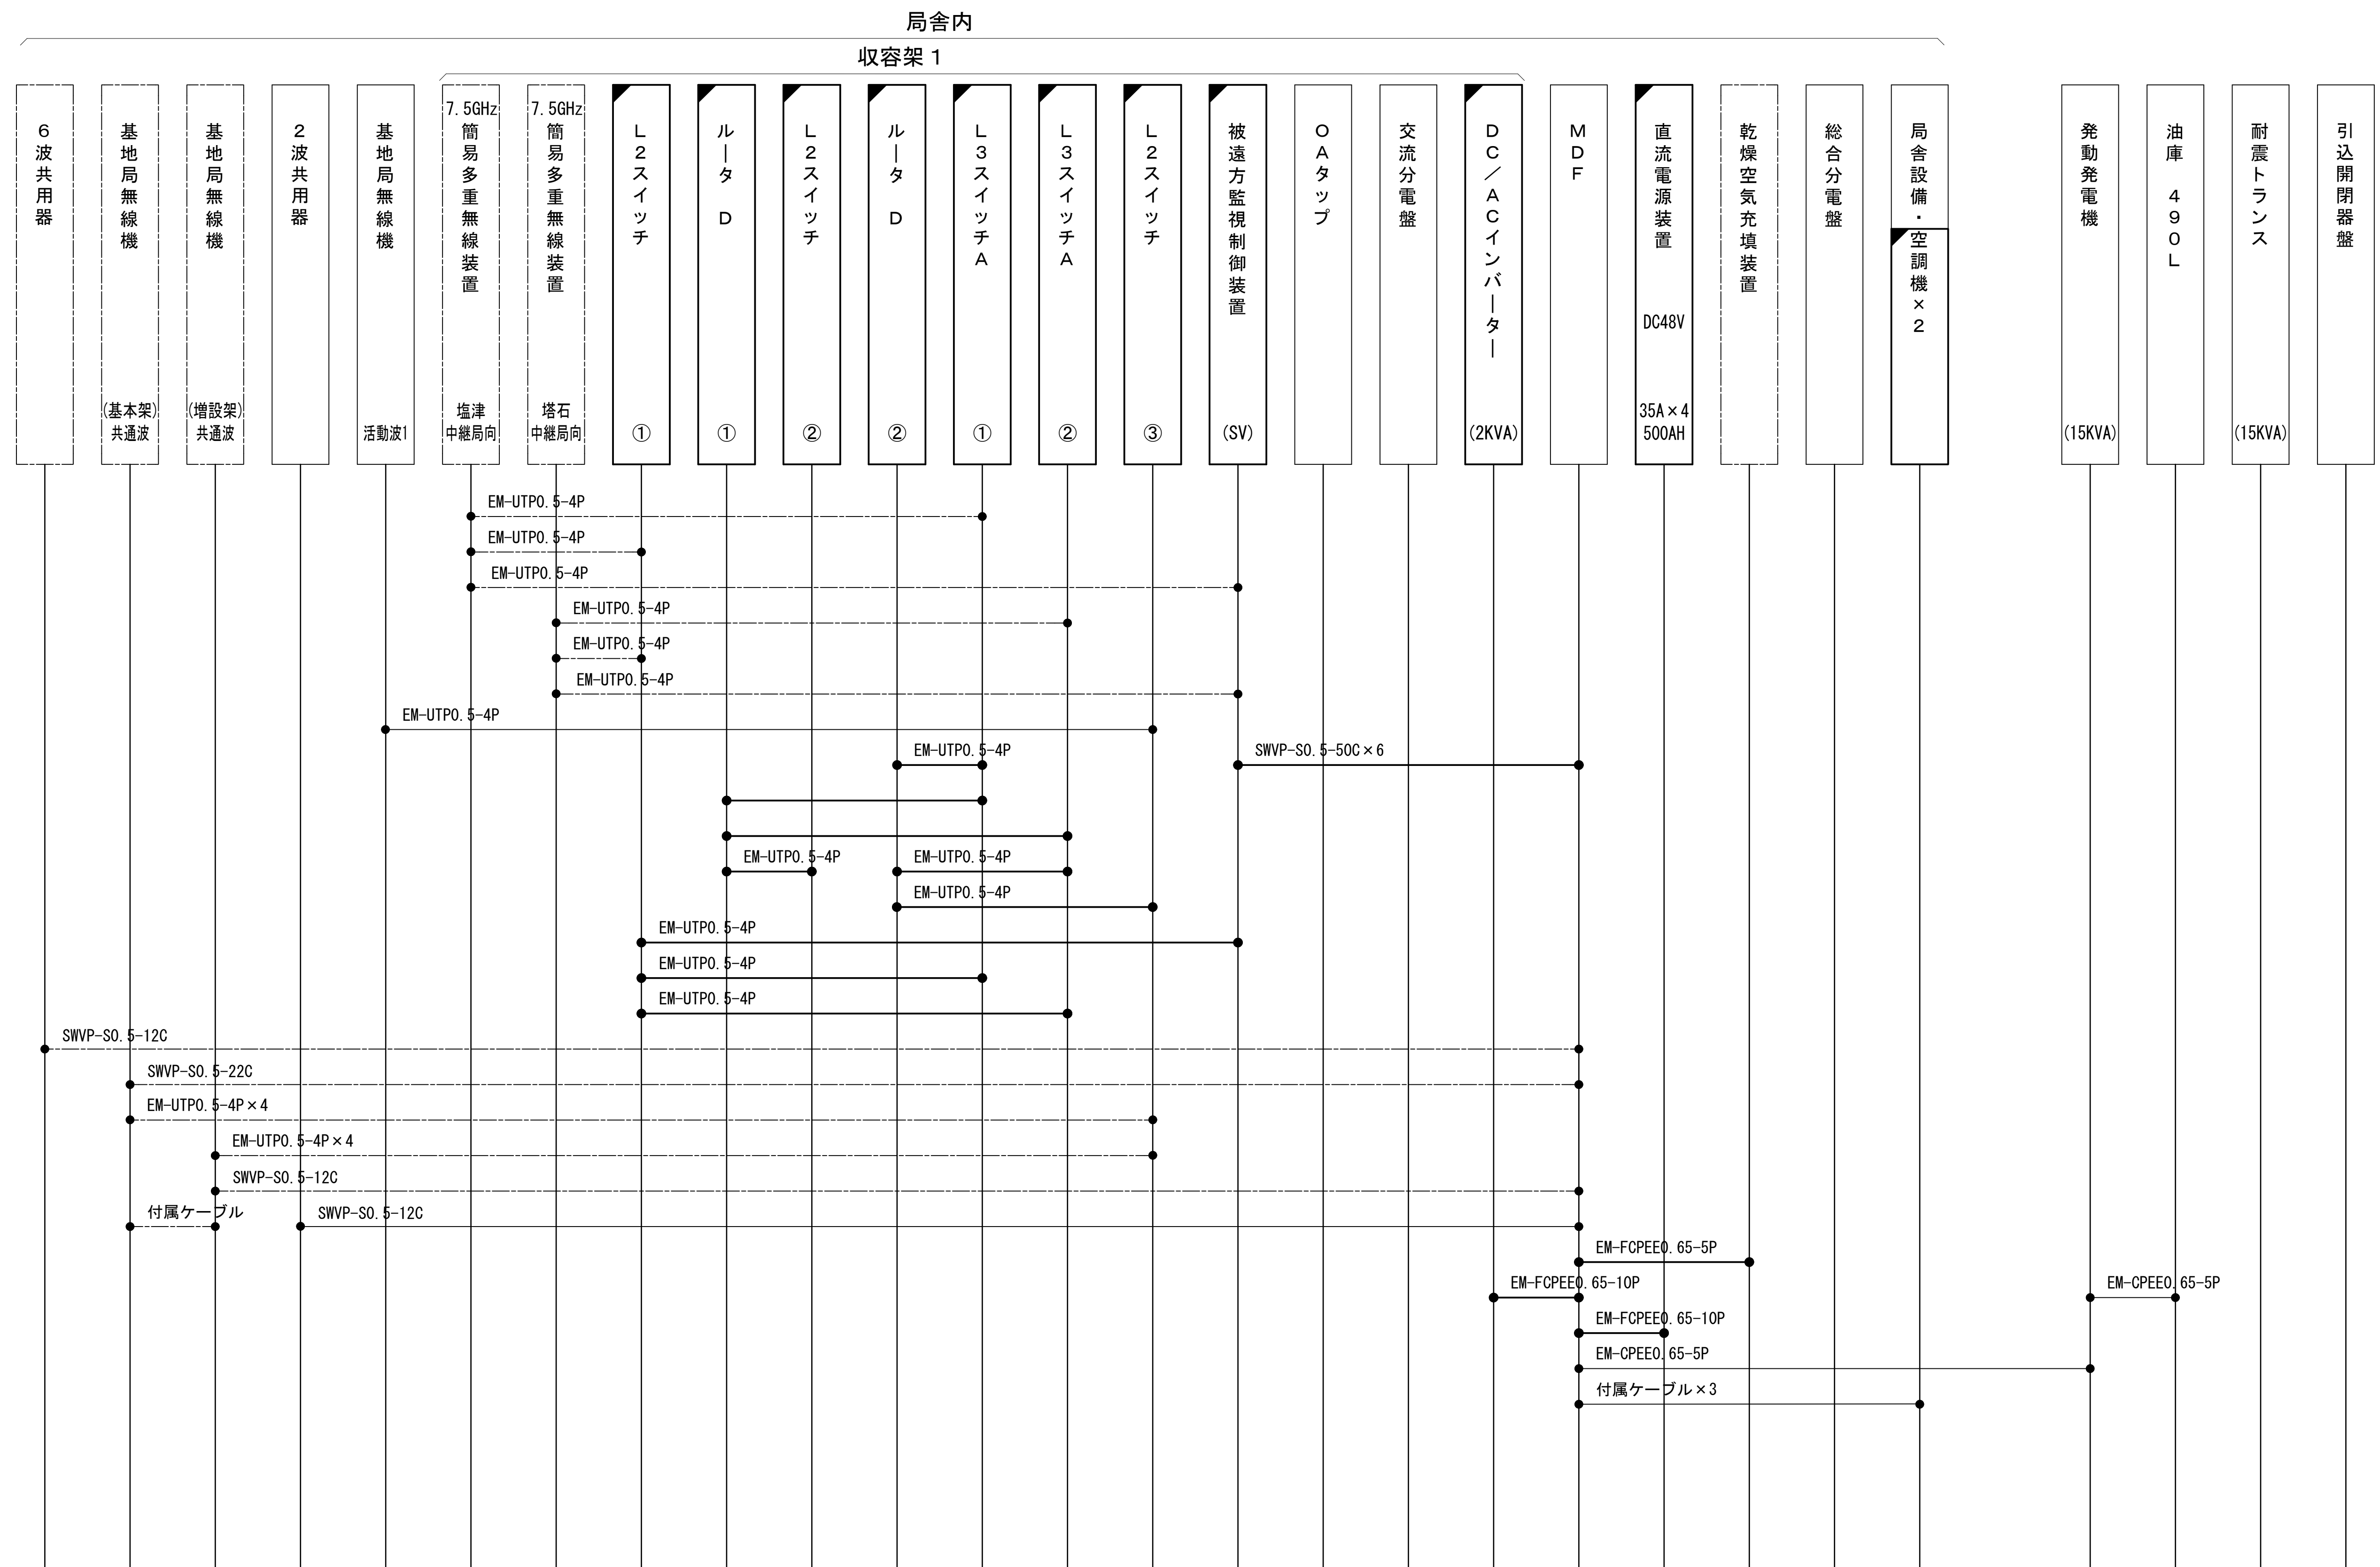 局舎内
収容架１
６波共用器
基地局無線機
(基本架)
共通波
基地局無線機
(増設架)
共通波
２波共用器
基地局無線機
活動波1
7.5GHz
簡易多重無線装置
塩津
中継局向
7.5GHz
簡易多重無線装置
塔石
中継局向
Ｌ２スイッチ
①
ルータ　Ｄ
①
Ｌ２スイッチ
②
ルータ　Ｄ
②
Ｌ３スイッチＡ
①
Ｌ３スイッチＡ
②
Ｌ２スイッチ
③
被遠方監視制御装置
(SV)
ＯＡタップ
交流分電盤
ＤＣ／ＡＣインバーター
(2KVA)
ＭＤＦ
直流電源装置
DC48V
35A×4
500AH
乾燥空気充填装置
総合分電盤
局舎設備・空調機×２
発動発電機
(15KVA)
油庫　４９０Ｌ
耐震トランス
(15KVA)
引込開閉器盤
EM-UTP0.5-4P
EM-UTP0.5-4P
EM-UTP0.5-4P
EM-UTP0.5-4P
EM-UTP0.5-4P
EM-UTP0.5-4P
EM-UTP0.5-4P
EM-UTP0.5-4P
SWVP-S0.5-50C×6
EM-UTP0.5-4P
EM-UTP0.5-4P
EM-UTP0.5-4P
EM-UTP0.5-4P
EM-UTP0.5-4P
EM-UTP0.5-4P
SWVP-S0.5-12C
SWVP-S0.5-22C
EM-UTP0.5-4P×4
EM-UTP0.5-4P×4
SWVP-S0.5-12C
付属ケーブル
SWVP-S0.5-12C
EM-FCPEE0.65-5P
EM-FCPEE0.65-10P
EM-CPEE0.65-5P
EM-FCPEE0.65-10P
EM-CPEE0.65-5P
付属ケーブル×3